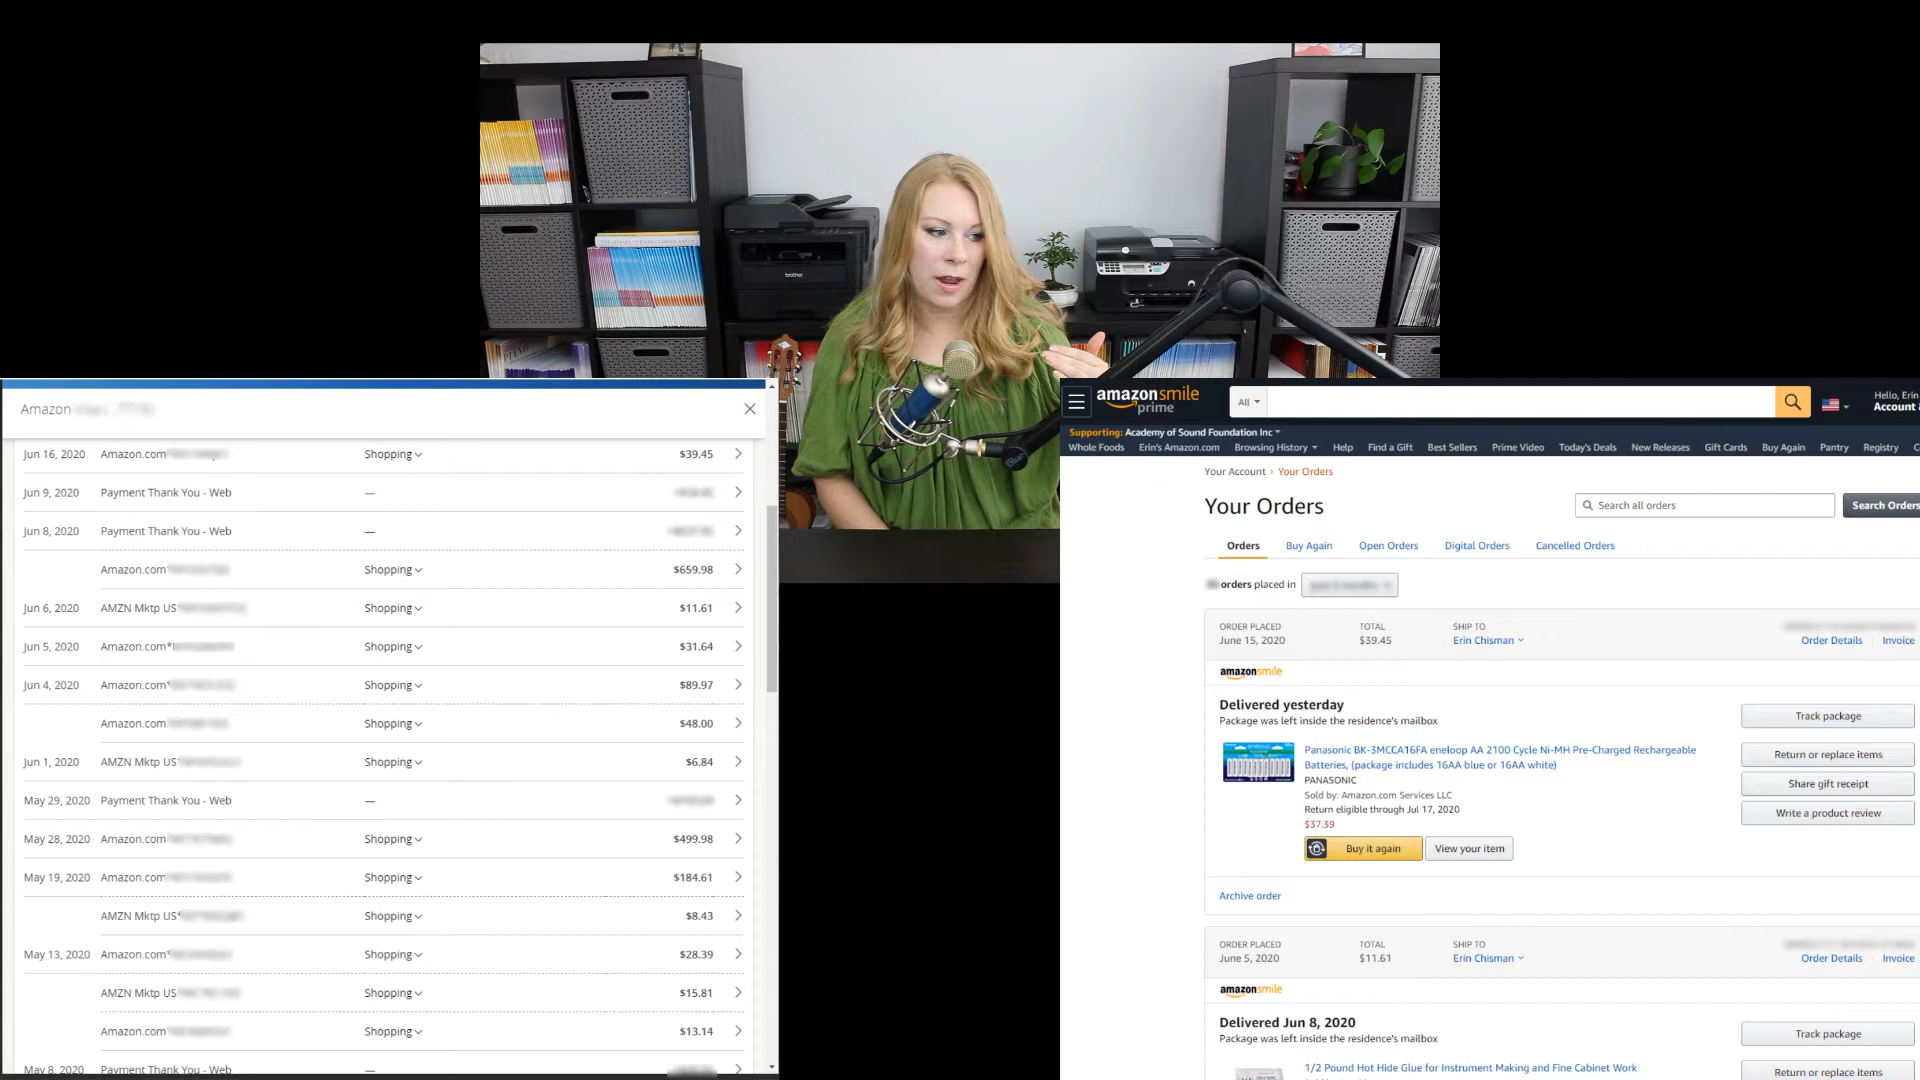 brother
Amazon
Jun 16, 2020 Amazon.com Shopping $39.45
Jun 9, 2020 Payment Thank You - Web —
Jun 8, 2020 Payment Thank You - Web —
Amazon.com Shopping $659.98
Jun 6, 2020 AMZN Mktp US Shopping $11.61
Jun 5, 2020 Amazon.com* Shopping $31.64
Jun 4, 2020 Amazon.com* Shopping $89.97
Amazon.com Shopping $48.00
Jun 1, 2020 AMZN Mktp US Shopping $6.84
May 29, 2020 Payment Thank You - Web —
May 28, 2020 Amazon.com Shopping $499.98
May 19, 2020 Amazon.com Shopping $184.61
AMZN Mktp US* Shopping $8.43
May 13, 2020 Amazon.com* Shopping $28.39
AMZN Mktp US Shopping $15.81
Amazon.com Shopping $13.14
May 8, 2020 Payment Thank You - Web —
amazonsmile
prime
All
Hello, Erin
Account &
Supporting: Academy of Sound Foundation Inc
Whole Foods Erin's Amazon.com Browsing History Help Find a Gift Best Sellers Prime Video Today's Deals New Releases Gift Cards Buy Again Pantry Registry
Your Account › Your Orders
Your Orders
Search all orders
Search Orders
Orders Buy Again Open Orders Digital Orders Cancelled Orders
orders placed in
ORDER PLACED TOTAL SHIP TO
June 15, 2020 $39.45 Erin Chisman Order Details Invoice
amazonsmile
Delivered yesterday
Package was left inside the residence's mailbox
Track package
Panasonic BK-3MCCA16FA eneloop AA 2100 Cycle Ni-MH Pre-Charged Rechargeable
Batteries, (package includes 16AA blue or 16AA white)
PANASONIC
Sold by: Amazon.com Services LLC
Return eligible through Jul 17, 2020
$37.39
Buy it again View your item
Return or replace items
Share gift receipt
Write a product review
Archive order
ORDER PLACED TOTAL SHIP TO
June 5, 2020 $11.61 Erin Chisman Order Details Invoice
amazonsmile
Delivered Jun 8, 2020
Package was left inside the residence's mailbox
Track package
1/2 Pound Hot Hide Glue for Instrument Making and Fine Cabinet Work
Return or replace items